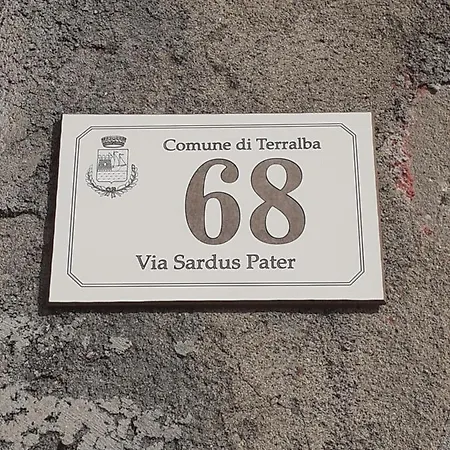 Comune di Terralba
68
Via Sardus Pater